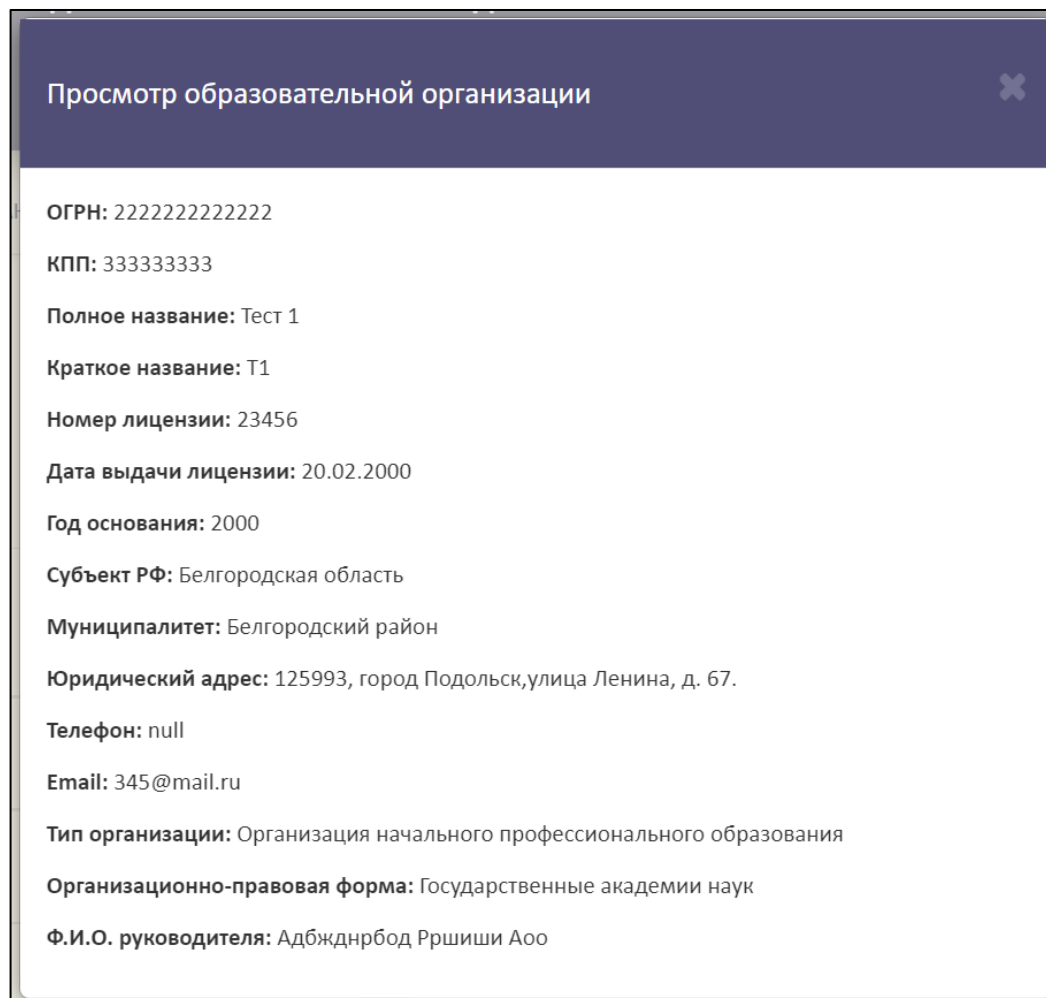 Просмотр образовательной организации
ОГРН: 2222222222222
КПП: 333333333
Полное название: Тест 1
Краткое название: Т1
Номер лицензии: 23456
Дата выдачи лицензии: 20.02.2000
Год основания: 2000
Субъект РФ: Белгородская область
Муниципалитет: Белгородский район
Юридический адрес: 125993, город Подольск,улица Ленина, д. 67.
Телефон: null
Email: 345@mail.ru
Тип организации: Организация начального профессионального образования
Организационно-правовая форма: Государственные академии наук
Ф.И.О. руководителя: Адбжднрбод Рршиши Аоо